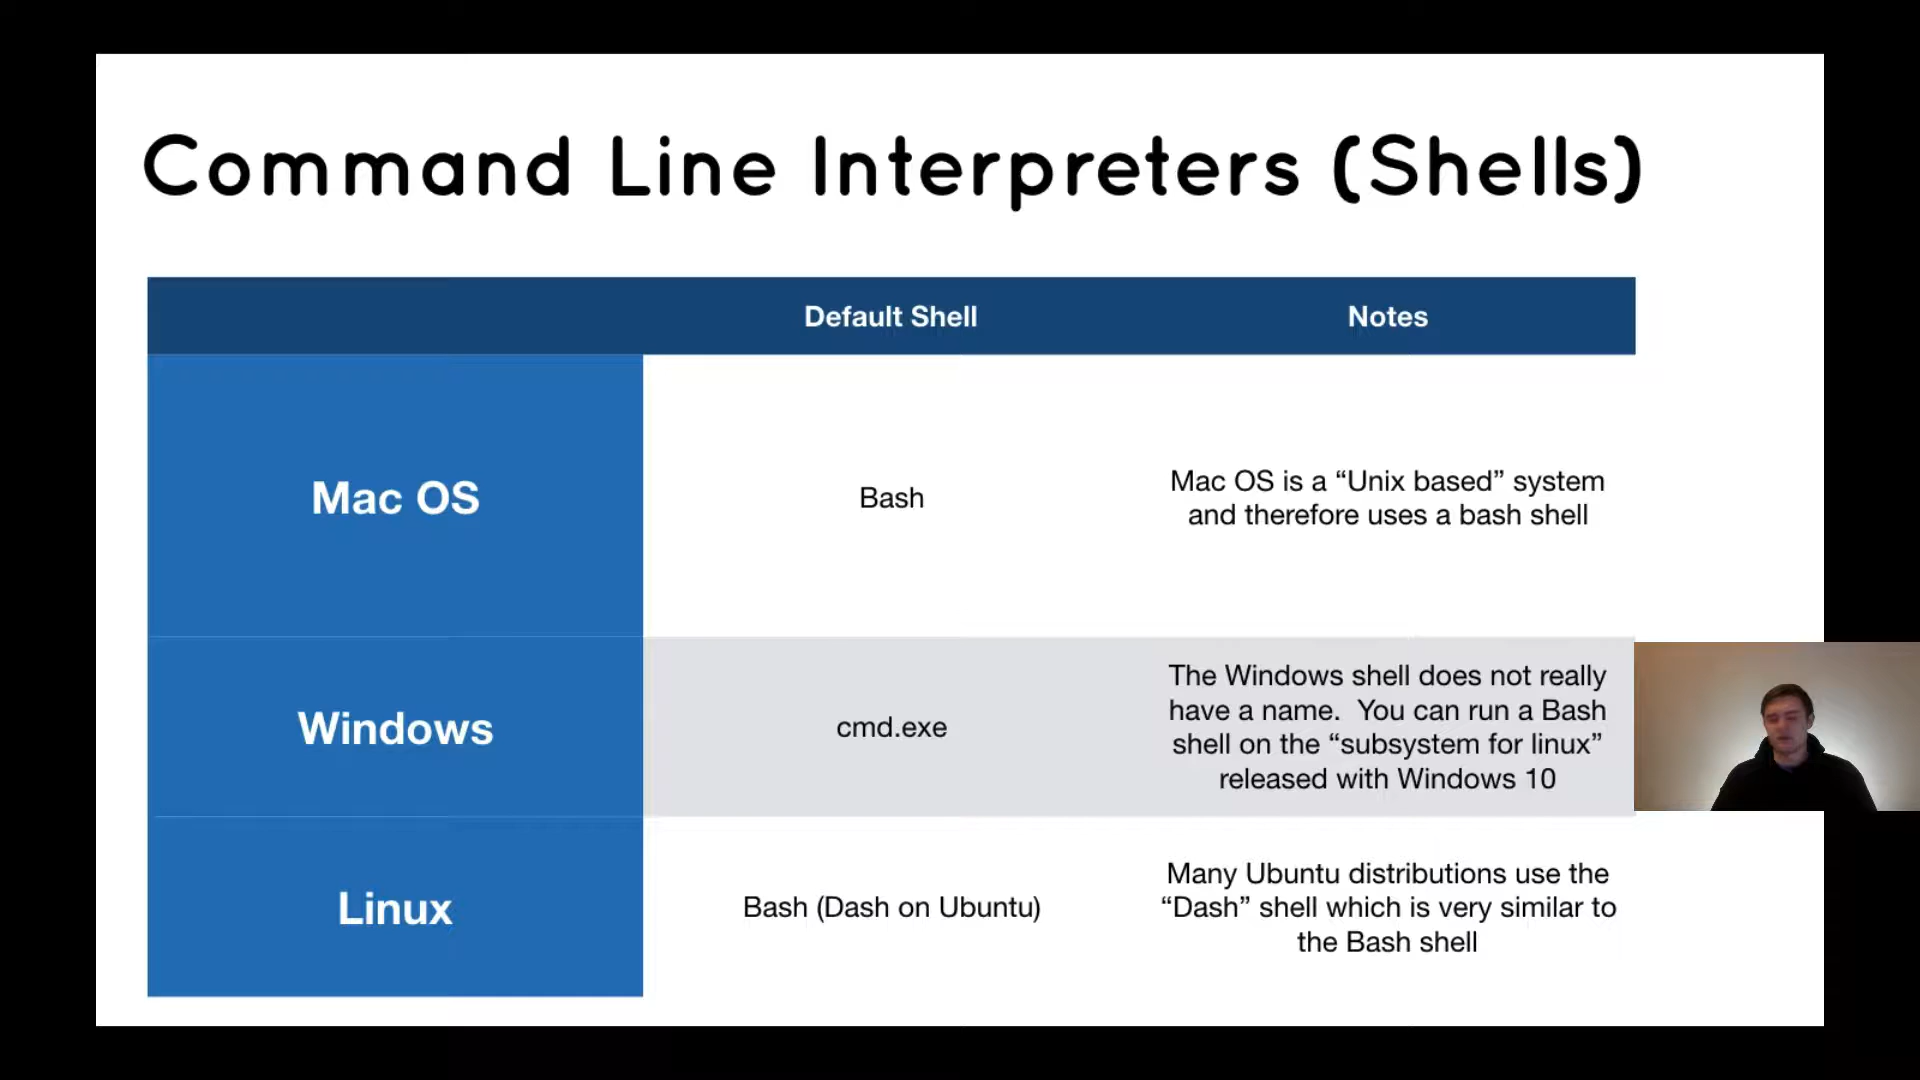 Command Line Interpreters (Shells)
Default Shell
Notes
Mac OS
Bash
Mac OS is a “Unix based” system
and therefore uses a bash shell
Windows
cmd.exe
The Windows shell does not really
have a name.  You can run a Bash
shell on the “subsystem for linux”
released with Windows 10
Linux
Bash (Dash on Ubuntu)
Many Ubuntu distributions use the
“Dash” shell which is very similar to
the Bash shell